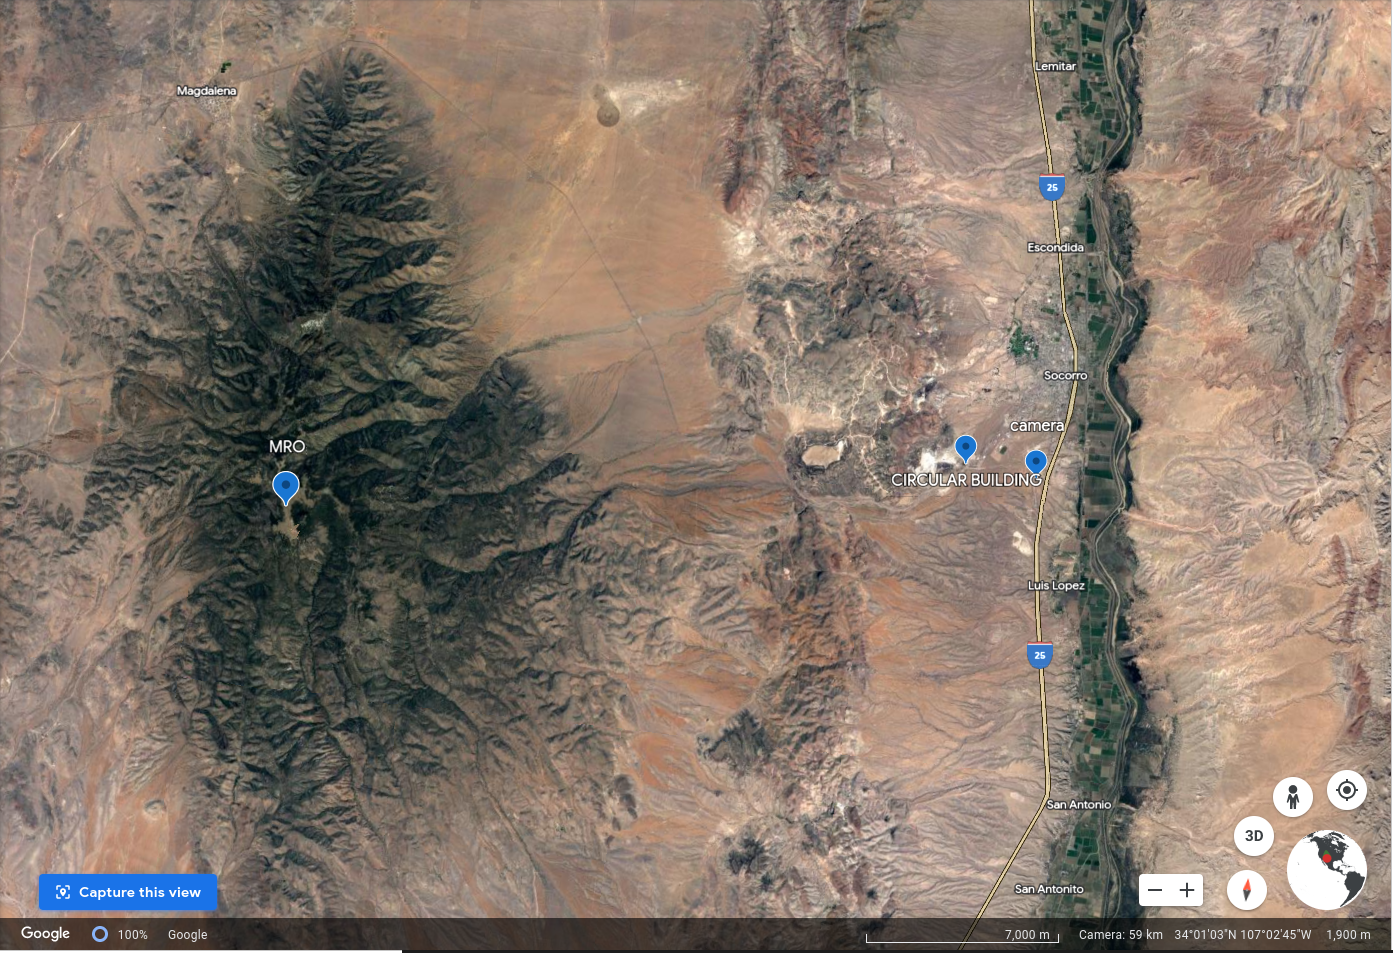 Lemitar
Magdalena
25
Escondida
Socorro
camera
MRO
CIRCULAR BUILDING
Luis Lopez
25
San Antonio
3D
Capture this view
San Antonito
Google
100%
Google
7,000 m
Camera: 59 km
34°01'03"N 107°02'45"W
1,900 m